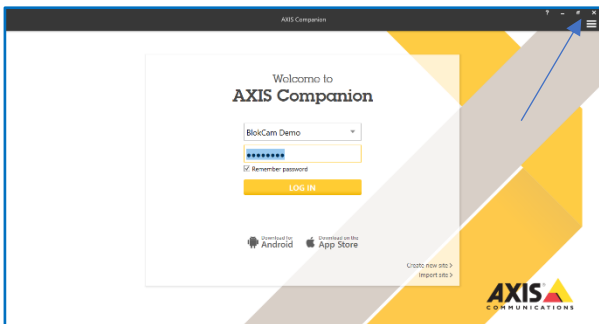 AXIS Companion
?
Welcome to
AXIS Companion
BlokCam Demo
••••••••
Remember password
LOG IN
Download for
Android
Download on the
App Store
Create new site >
Import site >
AXIS
COMMUNICATIONS